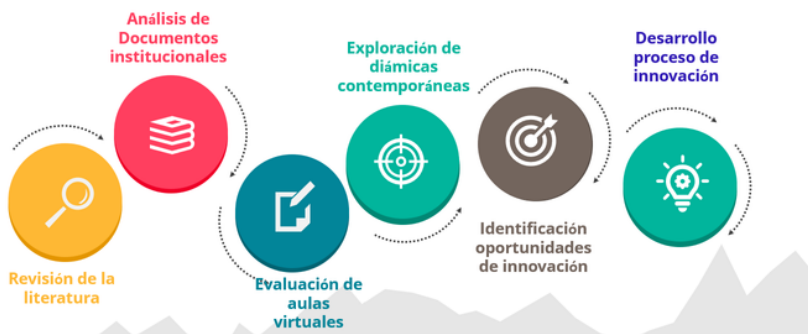 Revisión de la
literatura
Análisis de
Documentos
institucionales
Evaluación de
aulas
virtuales
Exploración de
diámicas
contemporáneas
Identificación
oportunidades
de innovación
Desarrollo
proceso de
innovación